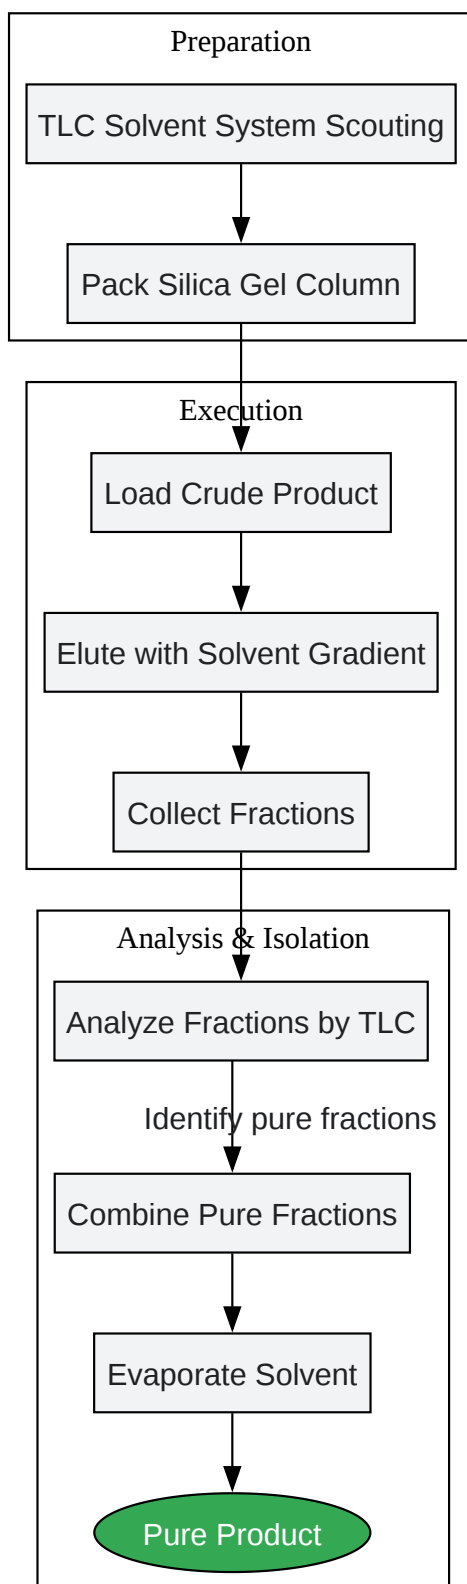 Preparation
TLC Solvent System Scouting
Pack Silica Gel Column
Execution
Load Crude Product
Elute with Solvent Gradient
Collect Fractions
Analysis & Isolation
Analyze Fractions by TLC
Identify pure fractions
Combine Pure Fractions
Evaporate Solvent
Pure Product